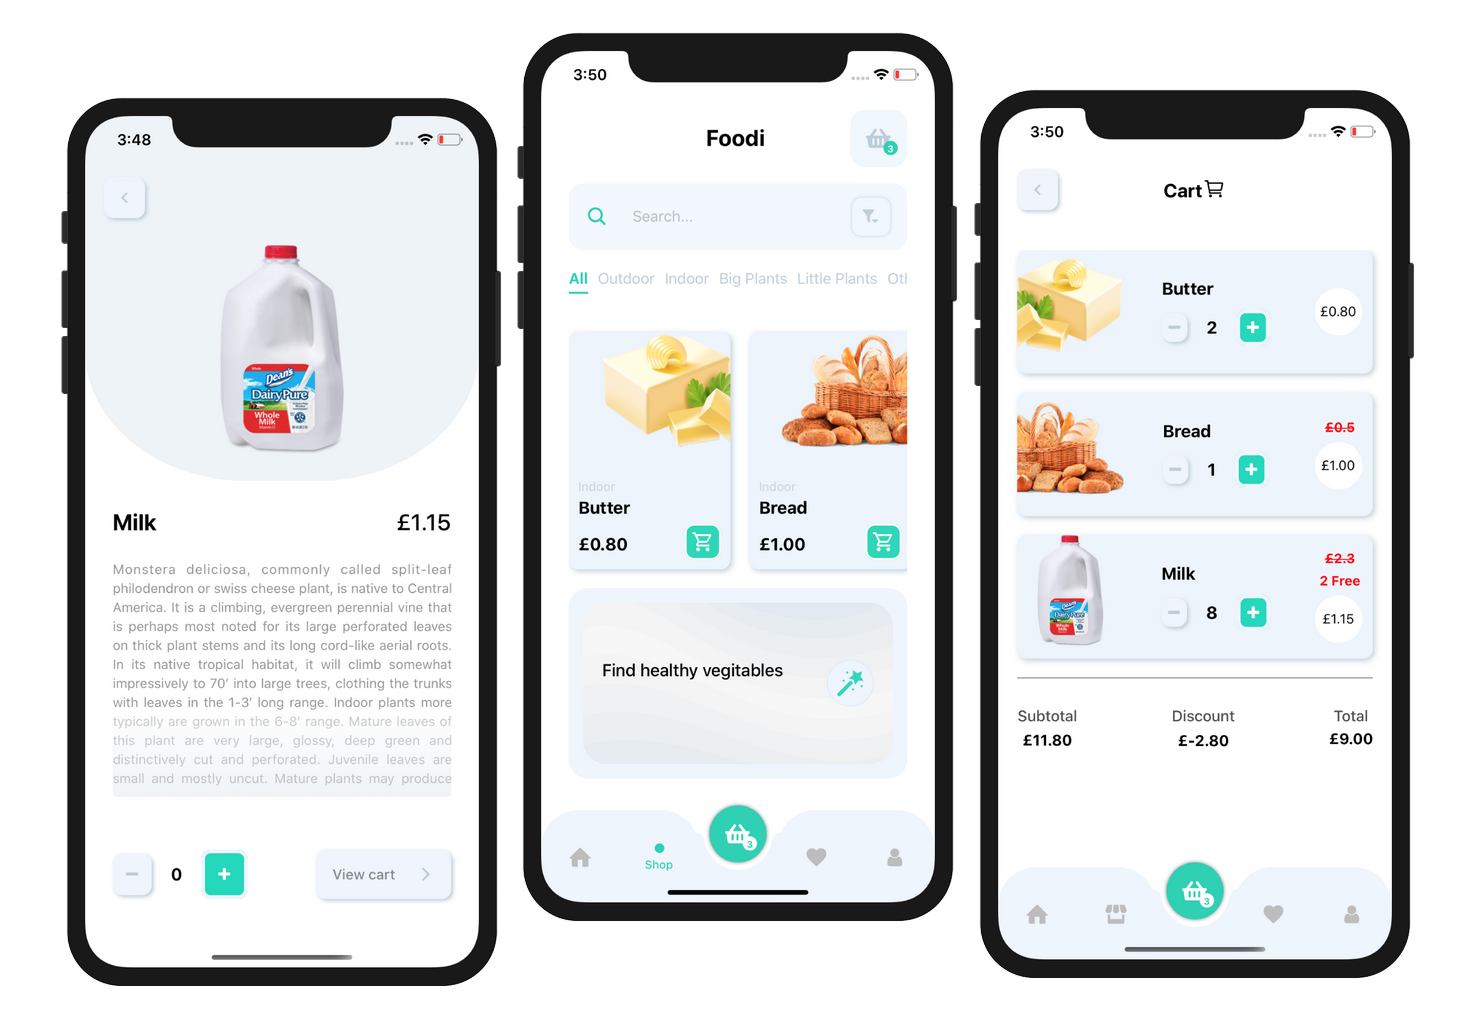 3:48
Dean's
DairyPure
Whole
Milk
Milk
£1.15
Monstera deliciosa, commonly called split-leaf
philodendron or swiss cheese plant, is native to Central
America. It is a climbing, evergreen perennial vine that
is perhaps most noted for its large perforated leaves
on thick plant stems and its long cord-like aerial roots.
In its native tropical habitat, it will climb somewhat
impressively to 70′ into large trees, clothing the trunks
with leaves in the 1-3′ long range. Indoor plants more
typically are grown in the 6-8′ range. Mature leaves of
this plant are very large, glossy, deep green and
distinctively cut and perforated. Juvenile leaves are
small and mostly uncut. Mature plants may produce
0
View cart
3:50
Foodi
3
Search...
All Outdoor Indoor Big Plants Little Plants Oth
Indoor
Butter
£0.80
Indoor
Bread
£1.00
Find healthy vegitables
Shop
3
3:50
Cart
Butter
2
£0.80
Bread
£0.5
1
£1.00
Dean's
DairyPure
Whole
Milk
Milk
£2.3
2 Free
8
£1.15
Subtotal Discount Total
£11.80 £-2.80 £9.00
3